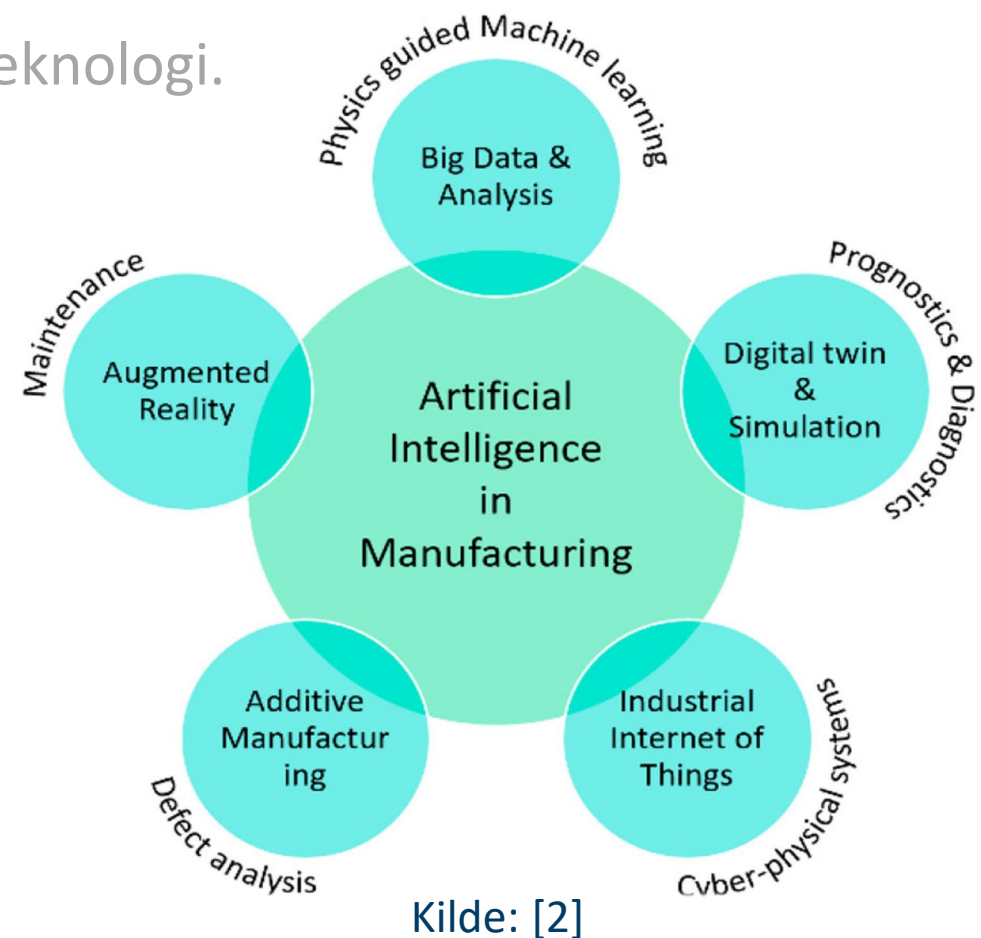 eknologi.
Physics guided Machine learning
Big Data &
Analysis
Maintenance
Augmented
Reality
Prognostics & Diagnostics
Digital twin
&
Simulation
Artificial
Intelligence
in
Manufacturing
Additive
Manufactur
ing
Defect analysis
Industrial
Internet of
Things
Cyber-physical systems
Kilde: [2]